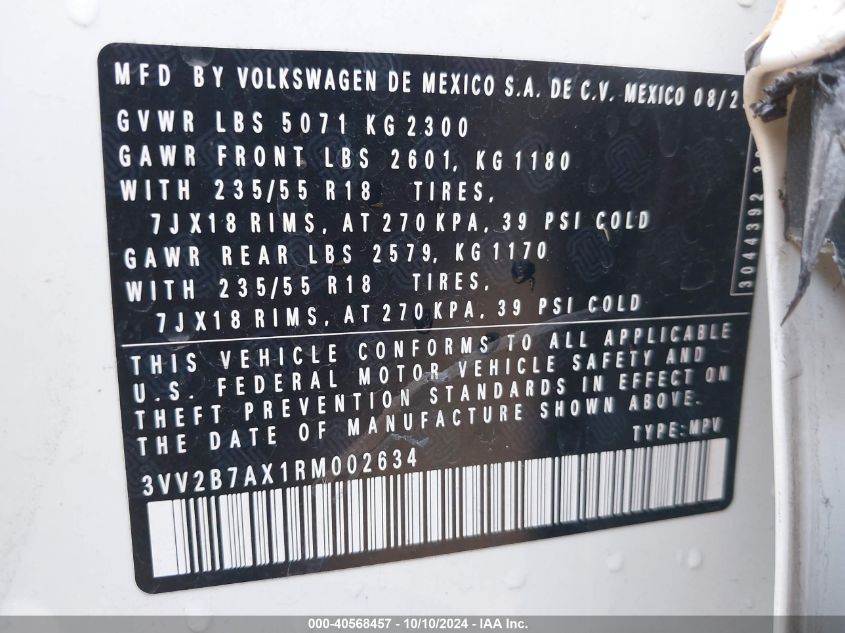 MFD BY VOLKSWAGEN DE MEXICO S.A. DE C.V. MEXICO 08/2
GVWR LBS 5071 KG 2300
GAWR FRONT LBS 2601, KG 1180
WITH 235/55 R18 TIRES,
7JX18 RIMS, AT 270 KPA, 39 PSI COLD
GAWR REAR LBS 2579, KG 1170
WITH 235/55 R18 TIRES,
7JX18 RIMS, AT 270 KPA, 39 PSI COLD
THIS VEHICLE CONFORMS TO ALL APPLICABLE
U.S. FEDERAL MOTOR VEHICLE SAFETY AND
THEFT PREVENTION STANDARDS IN EFFECT ON
THE DATE OF MANUFACTURE SHOWN ABOVE.
TYPE: MPV
3VV2B7AX1RM002634
3044392
000-40568457 - 10/10/2024 - IAA Inc.